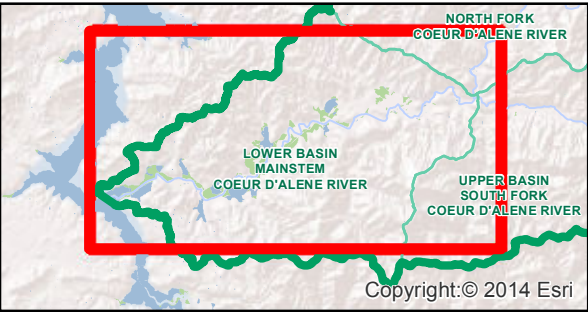 NORTH FORK
COEUR D'ALENE RIVER
LOWER BASIN
MAINSTEM
COEUR D'ALENE RIVER
UPPER BASIN
SOUTH FORK
COEUR D'ALENE RIVER
Copyright:© 2014 Esri